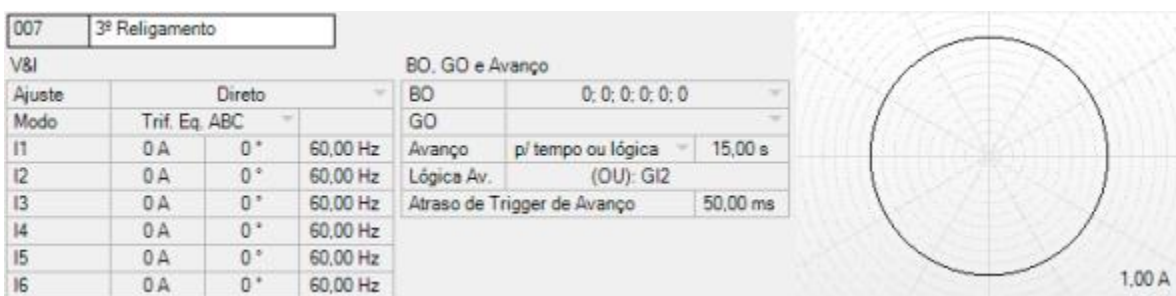 007 3º Religamento
V&I BO, GO e Avanço
Ajuste Direto BO 0; 0; 0; 0; 0; 0
Modo Trif. Eq. ABC GO
I1 0 A 0 ° 60,00 Hz Avanço p/ tempo ou lógica 15,00 s
I2 0 A 0 ° 60,00 Hz Lógica Av. (OU): GI2
I3 0 A 0 ° 60,00 Hz Atraso de Trigger de Avanço 50,00 ms
I4 0 A 0 ° 60,00 Hz
I5 0 A 0 ° 60,00 Hz
I6 0 A 0 ° 60,00 Hz 1,00 A